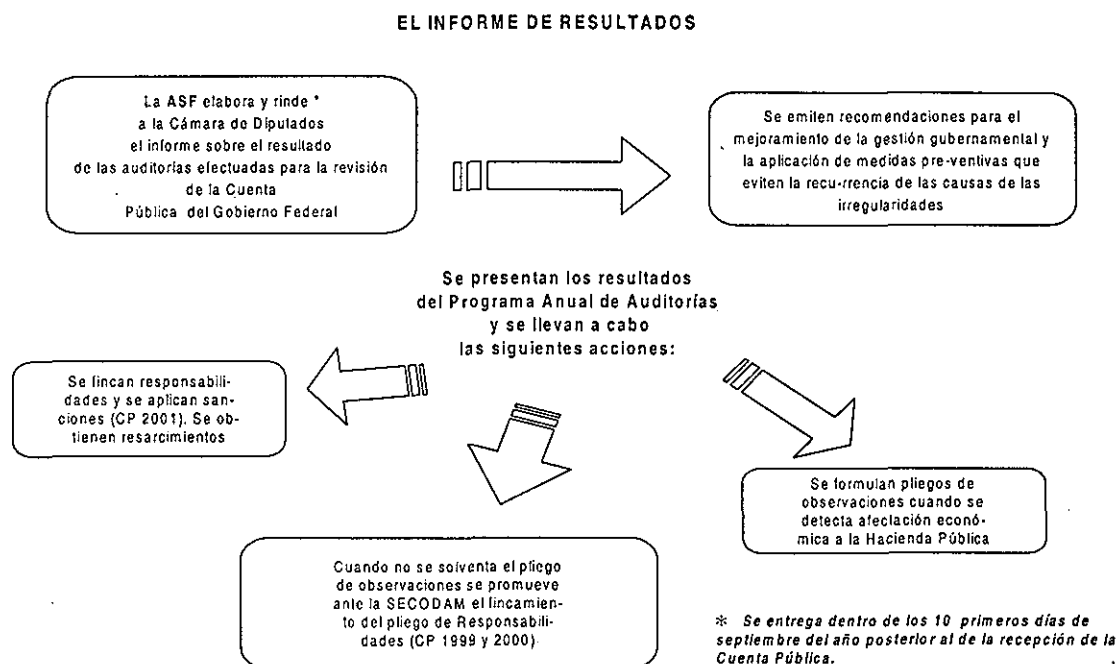 EL INFORME DE RESULTADOS
La ASF elabora y rinde *
a la Cámara de Diputados
el informe sobre el resultado
de las auditorías efectuadas para la revisión
de la Cuenta
Pública del Gobierno Federal
Se emiten recomendaciones para el
mejoramiento de la gestión gubernamental y
la aplicación de medidas pre-ventivas que
eviten la recu-rrencia de las causas de las
irregularidades
Se presentan los resultados
del Programa Anual de Auditorías
y se llevan a cabo
las siguientes acciones:
Se fincan responsabili-
dades y se aplican san-
ciones (CP 2001). Se ob-
tienen resarcimientos
Se formulan pliegos de
observaciones cuando se
detecta afectación econó-
mica a la Hacienda Pública
Cuando no se solventa el pliego
de observaciones se promueve
ante la SECODAM el fincamien-
to del pliego de Responsabili-
dades (CP 1999 y 2000)
* Se entrega dentro de los 10 primeros días de
septiembre del año posterior al de la recepción de la
Cuenta Pública.